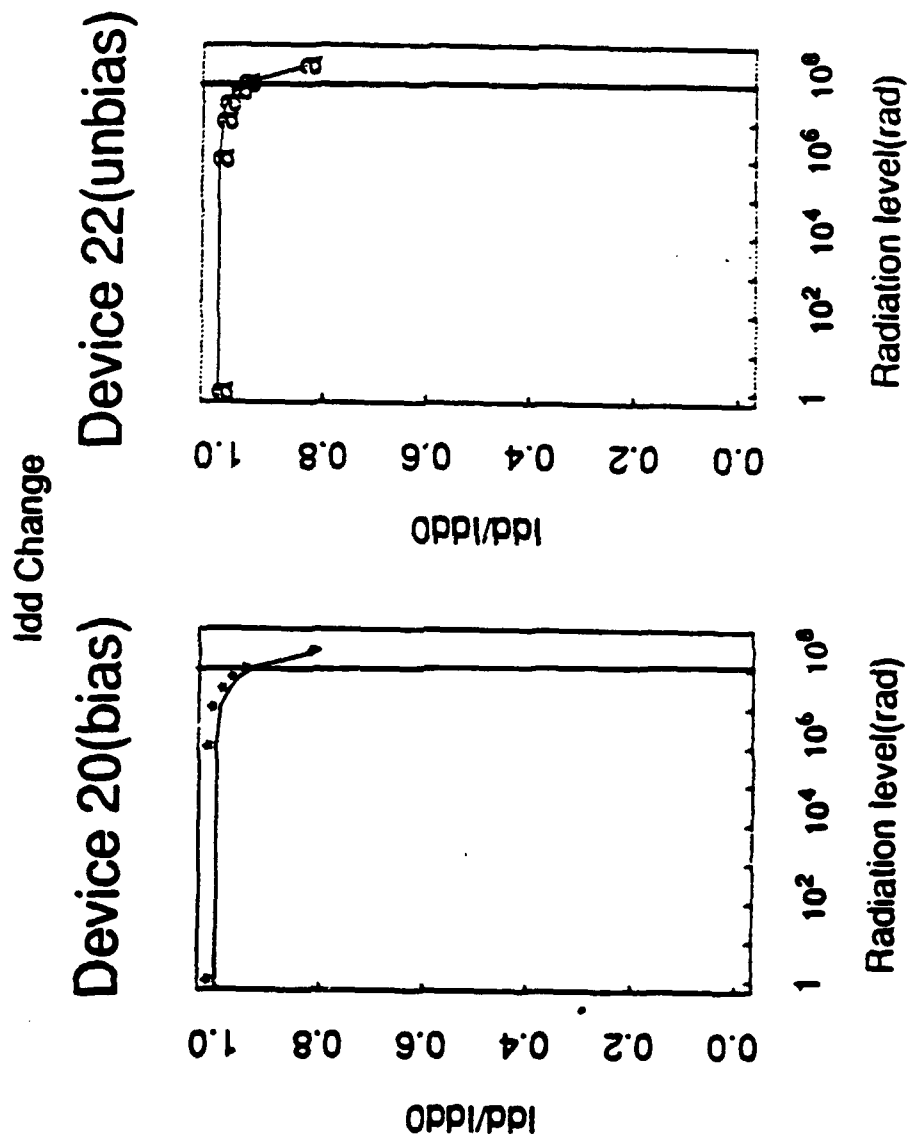 Idd Change
Device 20(bias)
Idd/Idd0
1.0
0.8
0.6
0.4
0.2
0.0
1 10² 10⁴ 10⁶ 10⁸
Radiation level(rad)
Device 22(unbias)
Idd/Idd0
1.0
0.8
0.6
0.4
0.2
0.0
1 10² 10⁴ 10⁶ 10⁸
Radiation level(rad)